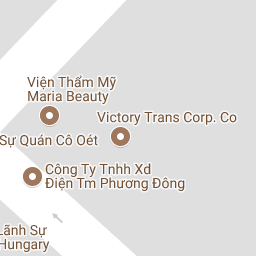 Viện Thẩm Mỹ
Maria Beauty
Victory Trans Corp. Co
Sự Quán Cô Oét
Công Ty Tnhh Xd
Điện Tm Phương Đông
Lãnh Sự
Hungary